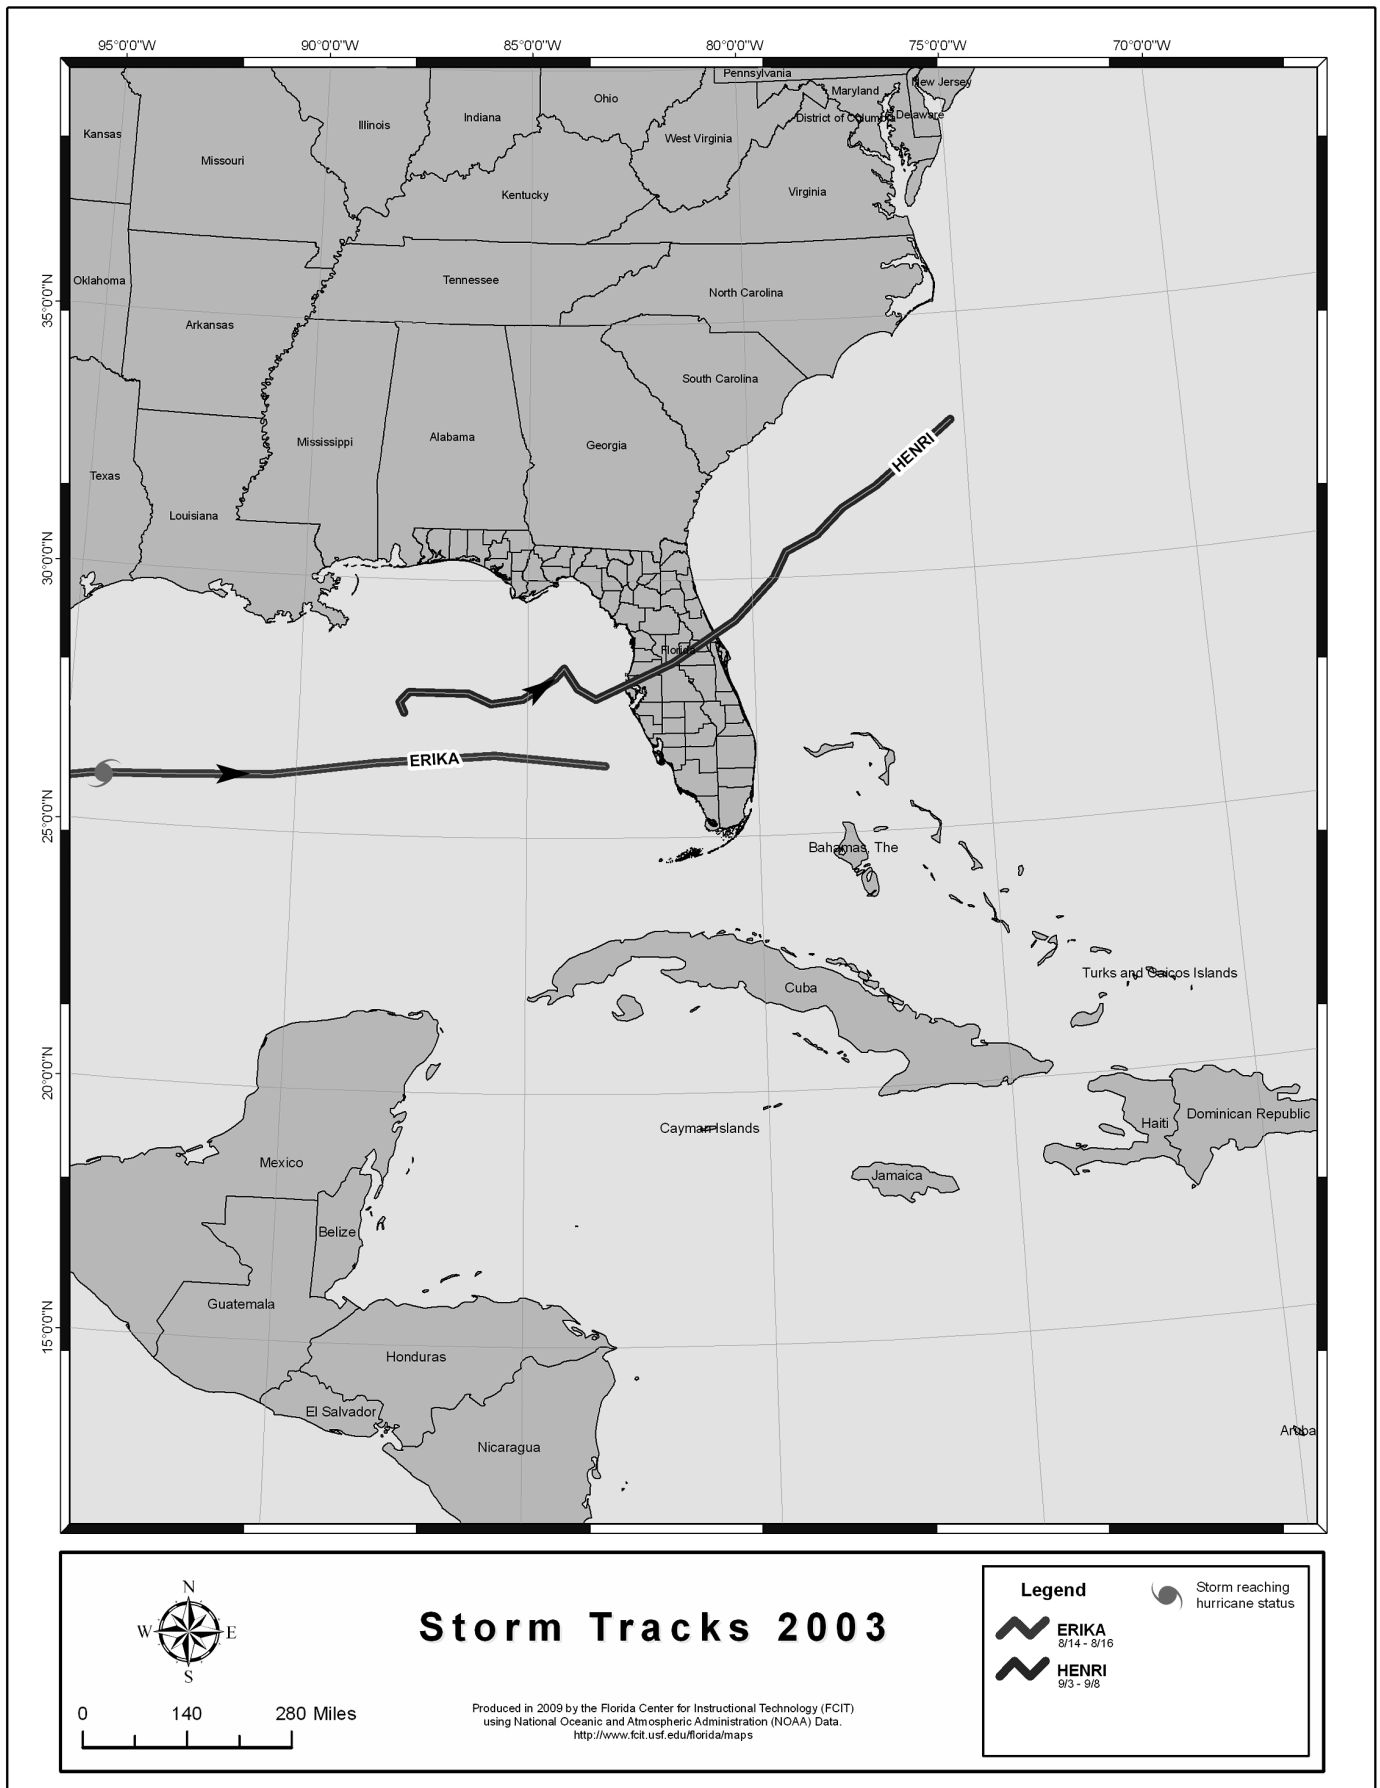 95°0'0"W 90°0'0"W 85°0'0"W 80°0'0"W 75°0'0"W 70°0'0"W
Pennsylvania
New Jersey
Maryland
Ohio
Delaware
District of Columbia
Indiana
Illinois
Kansas
West Virginia
Missouri
Virginia
Kentucky
35°0'0"N
Oklahoma
Tennessee
North Carolina
Arkansas
South Carolina
Mississippi
Alabama
Georgia
HENRI
Texas
Louisiana
30°0'0"N
Florida
ERIKA
25°0'0"N
Bahamas, The
Turks and Caicos Islands
Cuba
20°0'0"N
Cayman Islands
Haiti
Dominican Republic
Mexico
Jamaica
Belize
Guatemala
15°0'0"N
Honduras
El Salvador
Aruba
Nicaragua
N
W E
S
0 140 280 Miles
Storm Tracks 2003
Produced in 2009 by the Florida Center for Instructional Technology (FCIT)
using National Oceanic and Atmospheric Administration (NOAA) Data.
http://www.fcit.usf.edu/florida/maps
Legend
ERIKA
8/14 - 8/16
HENRI
9/3 - 9/8
Storm reaching
hurricane status